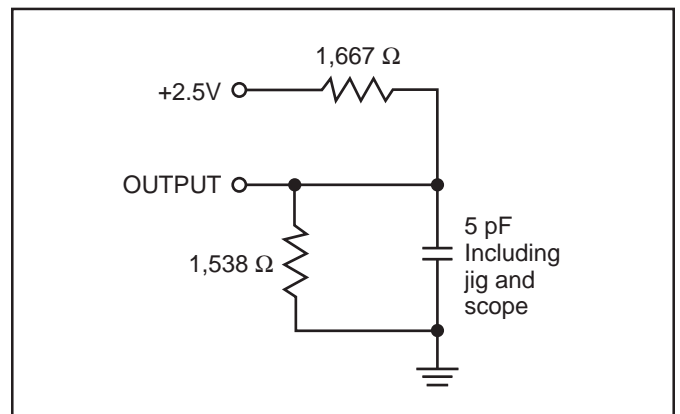 1,667 Ω
+2.5V
OUTPUT
1,538 Ω
5 pF
Including
jig and
scope